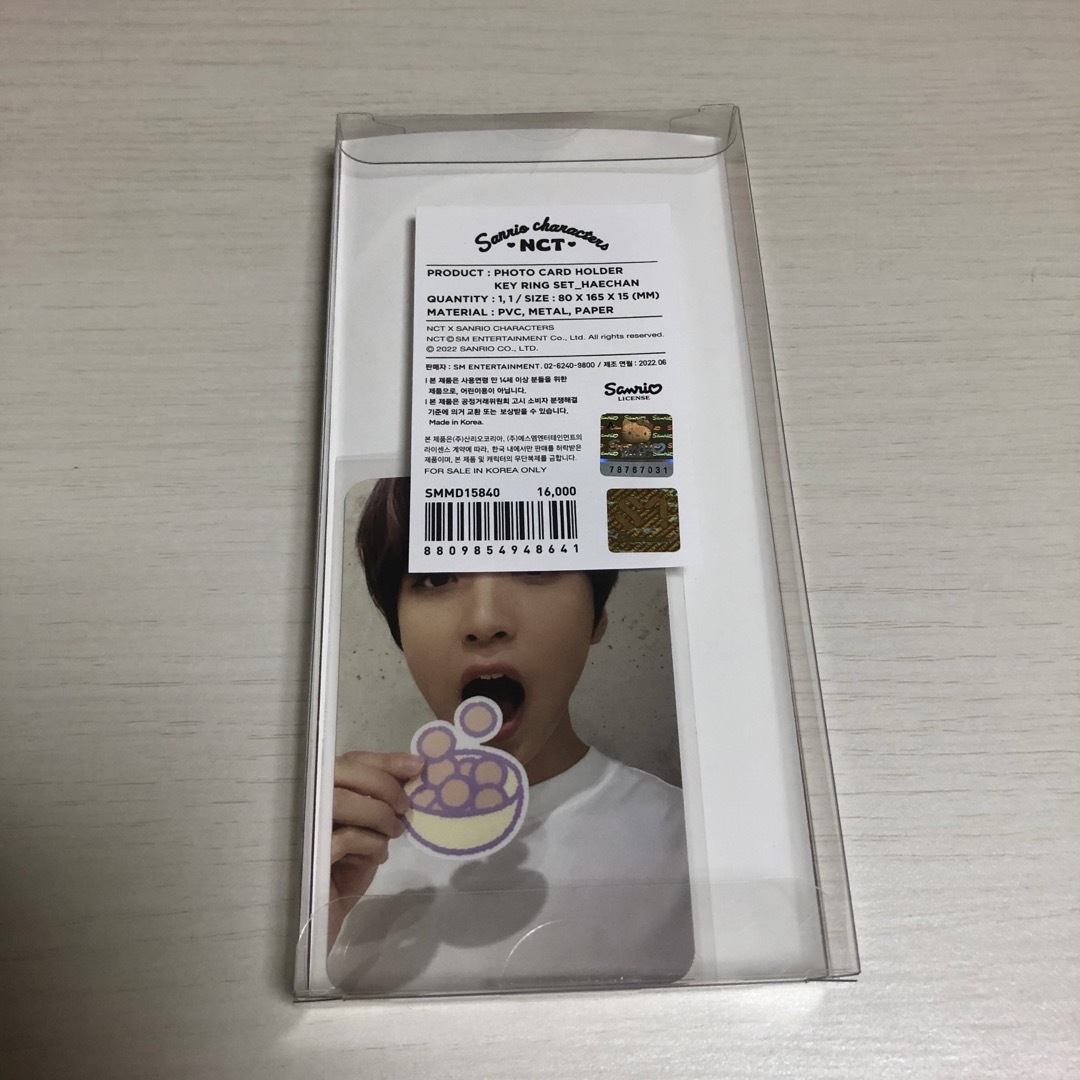 Sanrio characters
NCT
PRODUCT : PHOTO CARD HOLDER
KEY RING SET_HAECHAN
QUANTITY : 1, 1 / SIZE : 80 X 165 X 15 (MM)
MATERIAL : PVC, METAL, PAPER
NCT X SANRIO CHARACTERS
NCT © SM ENTERTAINMENT Co., Ltd. All rights reserved.
© 2022 SANRIO CO., LTD.
판매자 : SM ENTERTAINMENT. 02-6240-9800 / 제조 연월 : 2022. 06
l 본 제품은 사용연령 만 14세 이상 분들을 위한
제품으로, 어린이용이 아닙니다.
l 본 제품은 공정거래위원회 고시 소비자 분쟁해결
기준에 의거 교환 또는 보상받을 수 있습니다.
Made in Korea.
Sanrio
LICENSE
본 제품은(주)산리오코리아, (주)에스엠엔터테인먼트의
라이센스 계약에 따라, 한국 내에서만 판매를 허락받은
제품이며, 본 제품 및 캐릭터의 무단복제를 금합니다.
FOR SALE IN KOREA ONLY
78767031
SMMD15840 16,000
8809854948641